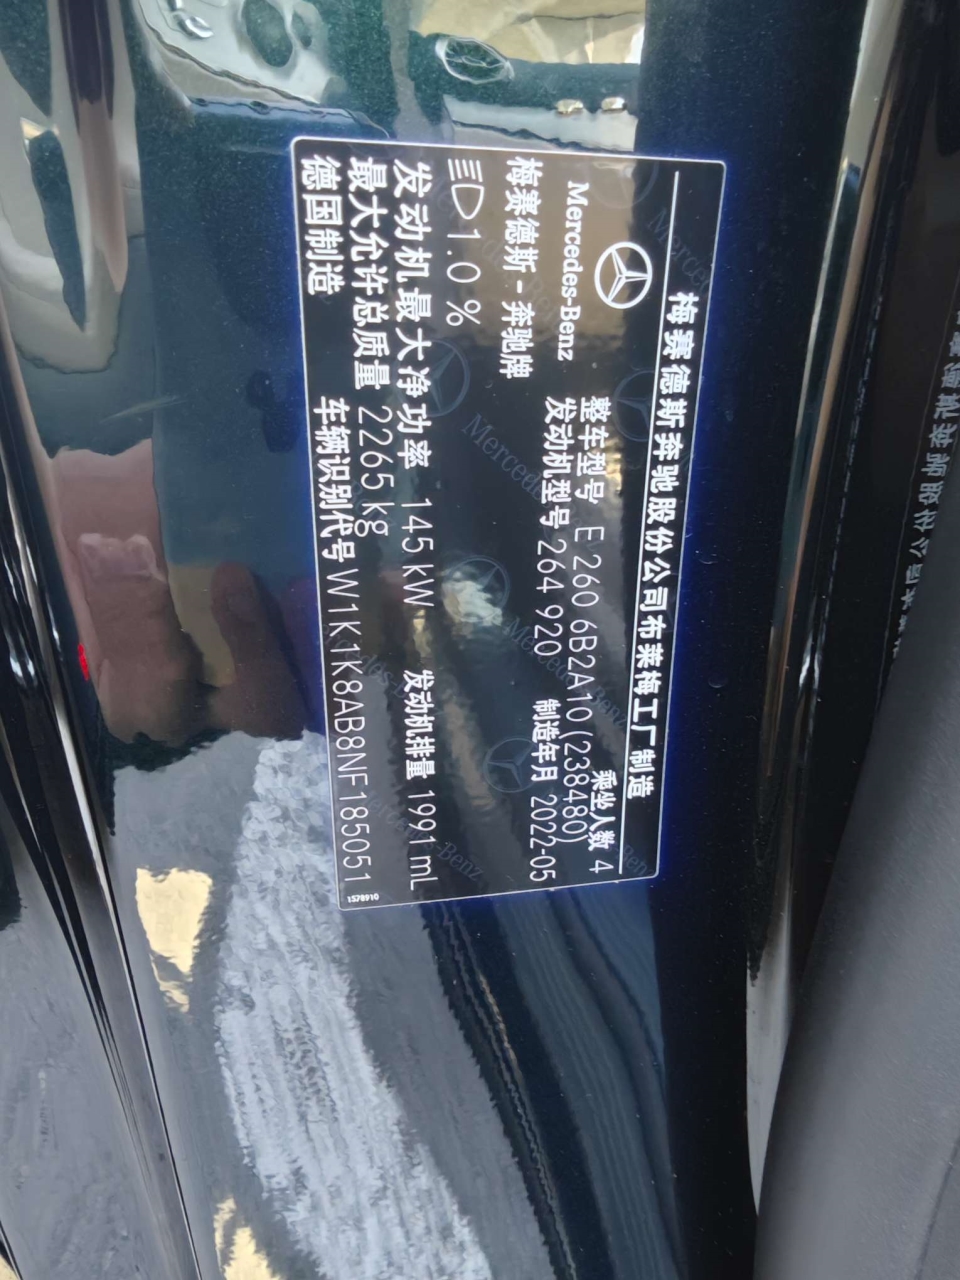 梅赛德斯奔驰股份公司布莱梅工厂制造
Mercedes-Benz
乘坐人数 4
整车型号 E 260 6B2A10(238480)
梅赛德斯-奔驰牌 发动机型号 264 920 制造年月 2022-05
1.0 %
发动机最大净功率 145 kW 发动机排量 1991 mL
最大允许总质量 2265 kg
德国制造 车辆识别代号 W1K1K8AB8NF185051
1578910